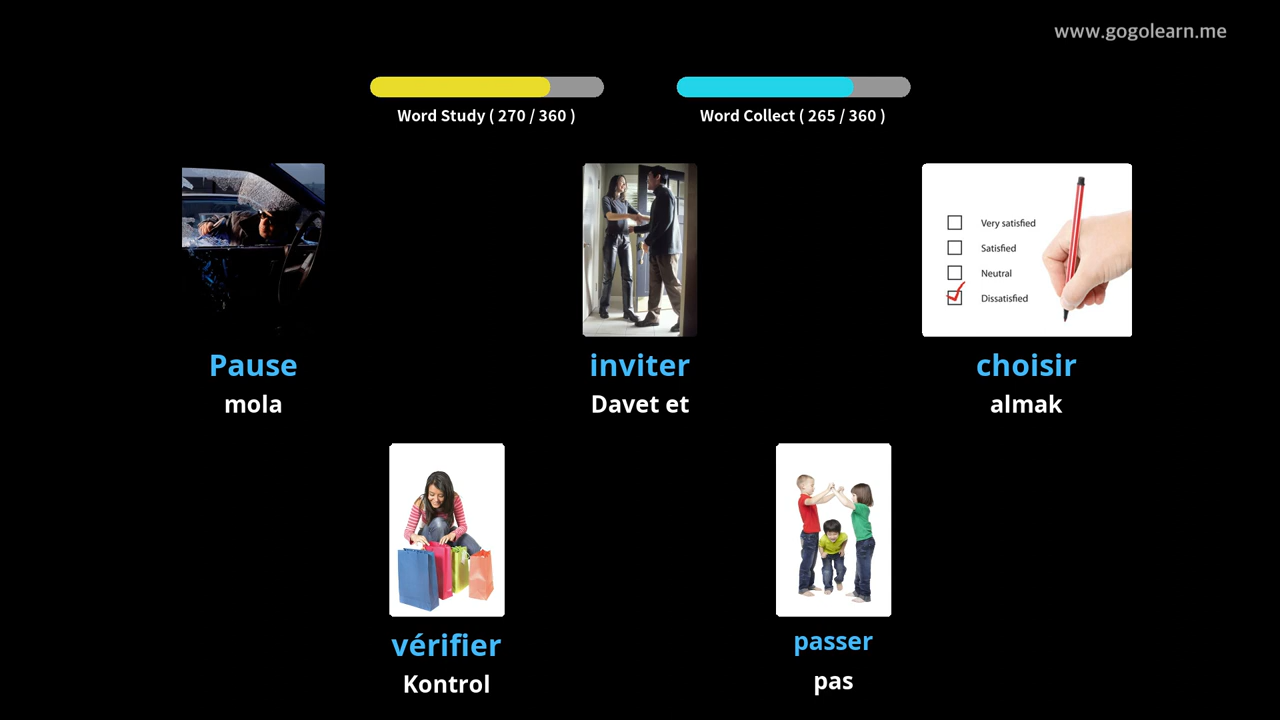 www.gogolearn.me
Word Study ( 270 / 360 )
Word Collect ( 265 / 360 )
Very satisfied
Satisfied
Neutral
Dissatisfied
Pause
mola
inviter
Davet et
choisir
almak
vérifier
Kontrol
passer
pas